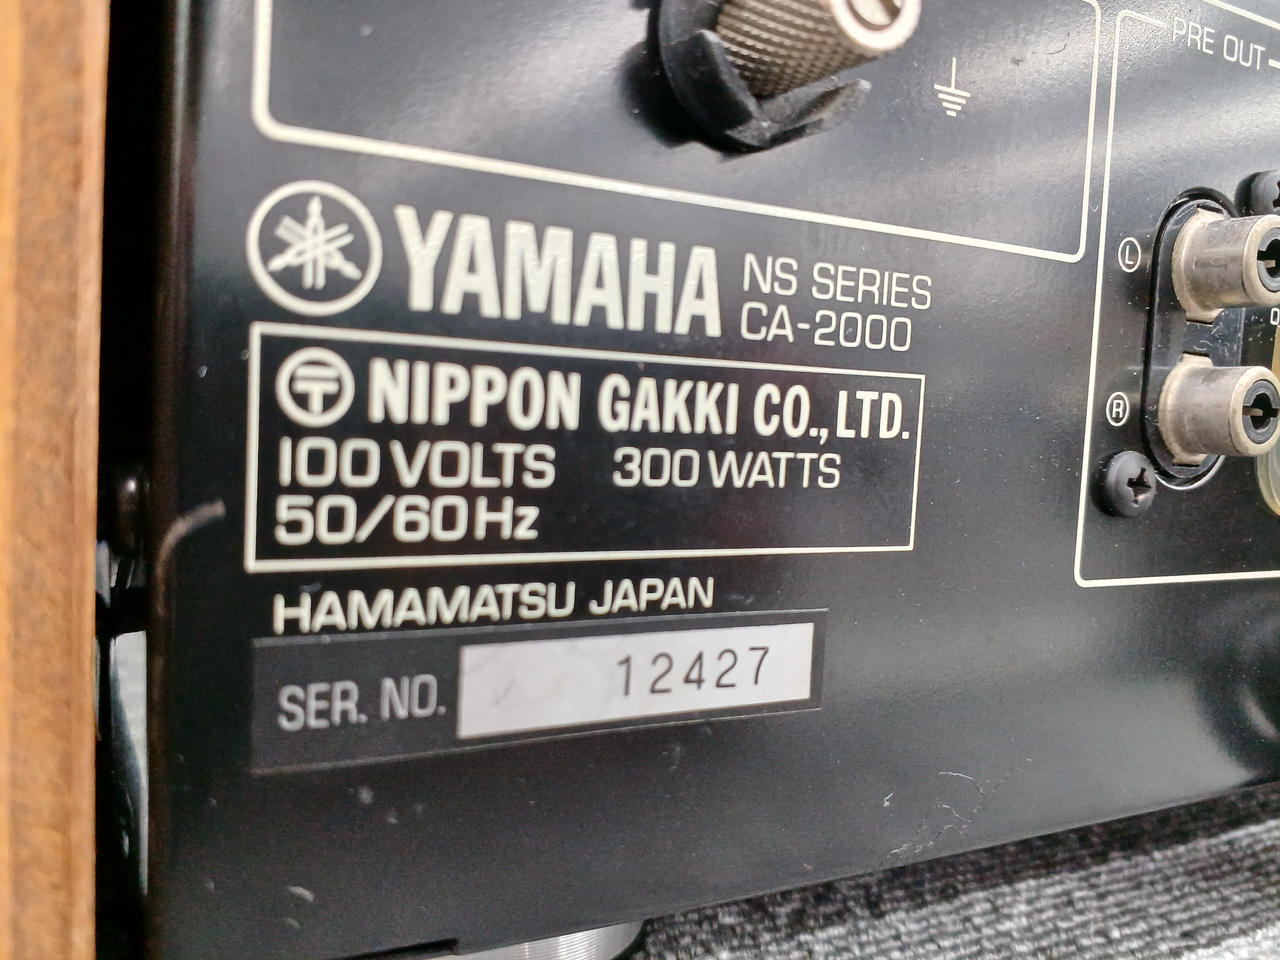 PRE OUT
YAMAHA
NS SERIES
CA-2000
L
〒 NIPPON GAKKI CO., LTD.
100 VOLTS 300 WATTS
50/60 Hz
R
HAMAMATSU JAPAN
SER. NO. 12427